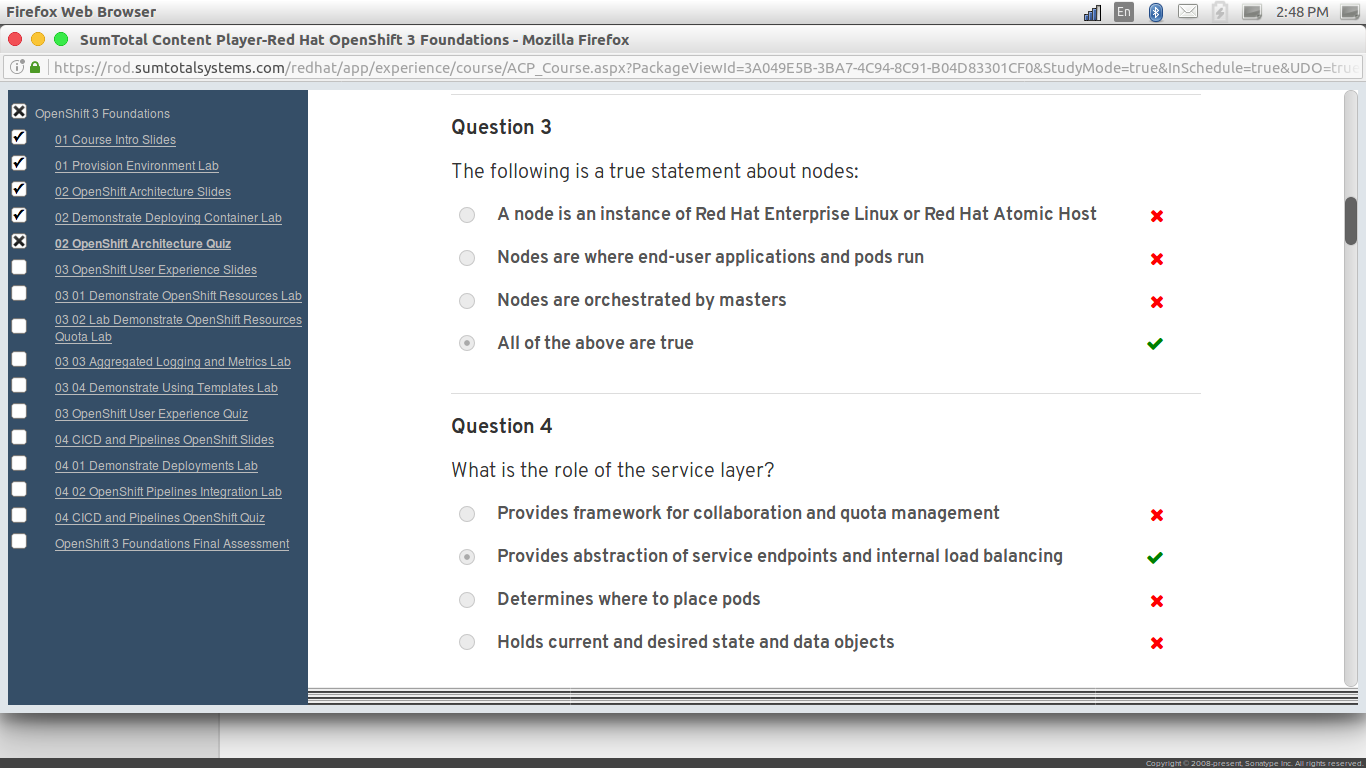 Firefox Web Browser
En
2:48 PM
SumTotal Content Player-Red Hat OpenShift 3 Foundations - Mozilla Firefox
https://rod.sumtotalsystems.com/redhat/app/experience/course/ACP_Course.aspx?PackageViewId=3A049E5B-3BA7-4C94-8C91-B04D83301CF0&StudyMode=true&InSchedule=true&UDO=true
OpenShift 3 Foundations
01 Course Intro Slides
01 Provision Environment Lab
02 OpenShift Architecture Slides
02 Demonstrate Deploying Container Lab
02 OpenShift Architecture Quiz
03 OpenShift User Experience Slides
03 01 Demonstrate OpenShift Resources Lab
03 02 Lab Demonstrate OpenShift Resources
Quota Lab
03 03 Aggregated Logging and Metrics Lab
03 04 Demonstrate Using Templates Lab
03 OpenShift User Experience Quiz
04 CICD and Pipelines OpenShift Slides
04 01 Demonstrate Deployments Lab
04 02 OpenShift Pipelines Integration Lab
04 CICD and Pipelines OpenShift Quiz
OpenShift 3 Foundations Final Assessment
Question 3
The following is a true statement about nodes:
A node is an instance of Red Hat Enterprise Linux or Red Hat Atomic Host
Nodes are where end-user applications and pods run
Nodes are orchestrated by masters
All of the above are true
Question 4
What is the role of the service layer?
Provides framework for collaboration and quota management
Provides abstraction of service endpoints and internal load balancing
Determines where to place pods
Holds current and desired state and data objects
Copyright © 2008-present, Sonatype Inc. All rights reserved.